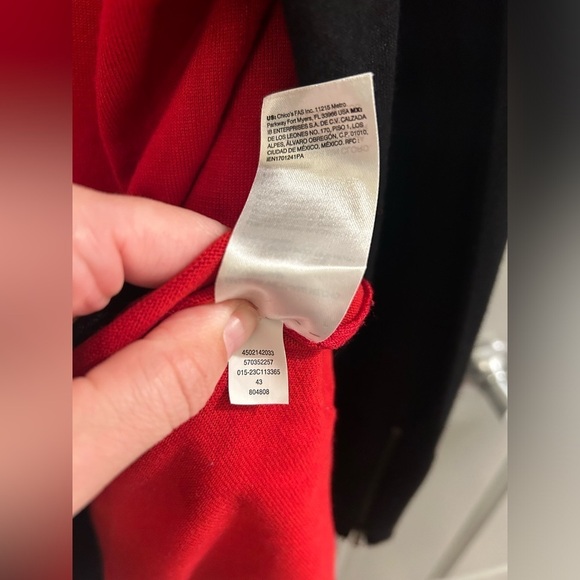 US: Chico's FAS Inc. 11215 Metro
Parkway Fort Myers, FL 33966 USA MX:
IB ENTERPRISES S.A. DE C.V. CALZADA
DE LOS LEONES NO. 170, PISO 1, LOS
ALPES, ÁLVARO OBREGÓN, C.P. 01010,
CIUDAD DE MÉXICO, MÉXICO, RFC :
IEN1701241PA
4502142033
570352257
015-23C113365
43
804808